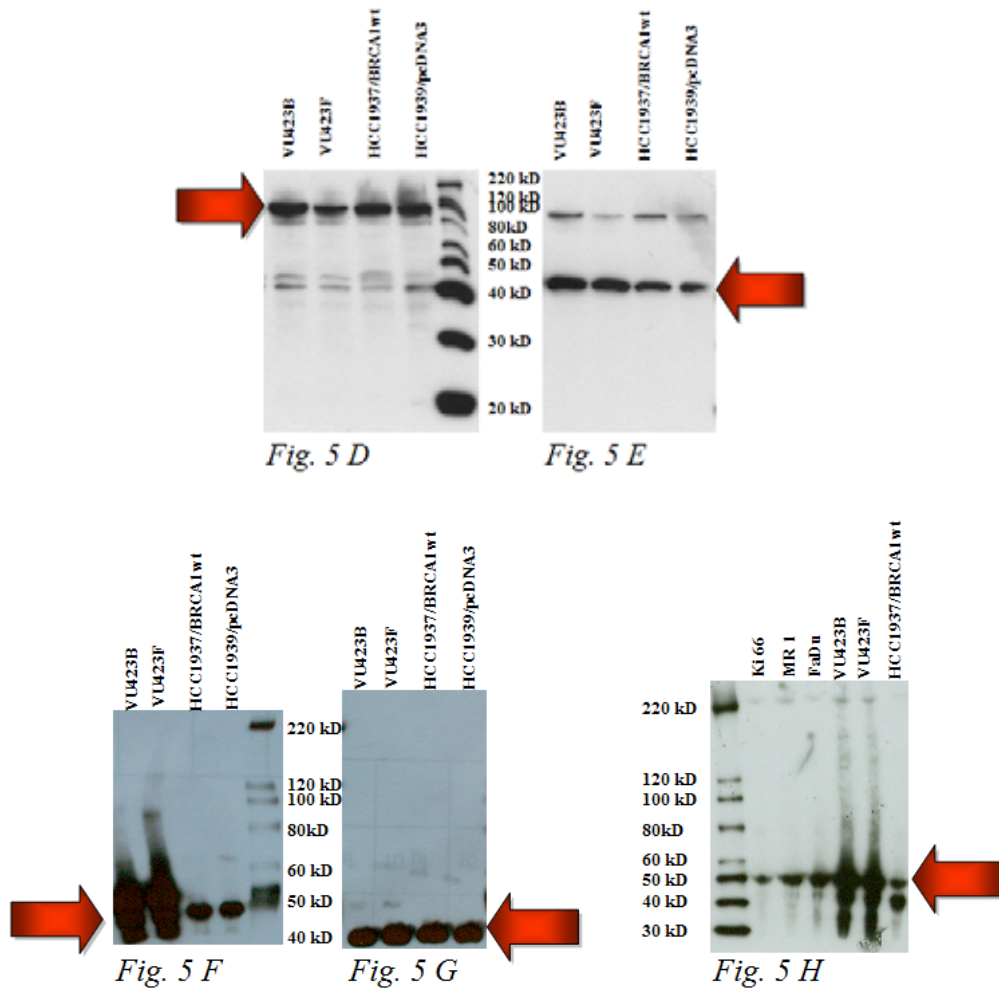 VU423B
VU423F
HCC1937/BRCA1wt
HCC1939/pcDNA3
VU423B
VU423F
HCC1937/BRCA1wt
HCC1939/pcDNA3
220 kD
120 kD
100 kD
80kD
60 kD
50 kD
40 kD
30 kD
20 kD
Fig. 5 D
Fig. 5 E
VU423B
VU423F
HCC1937/BRCA1wt
HCC1939/pcDNA3
220 kD
120 kD
100 kD
80kD
60 kD
50 kD
40 kD
VU423B
VU423F
HCC1937/BRCA1wt
HCC1939/pcDNA3
Ki 66
MR 1
FaDu
VU423B
VU423F
HCC1937/BRCA1wt
220 kD
120 kD
100 kD
80kD
60 kD
50 kD
40 kD
30 kD
Fig. 5 F
Fig. 5 G
Fig. 5 H